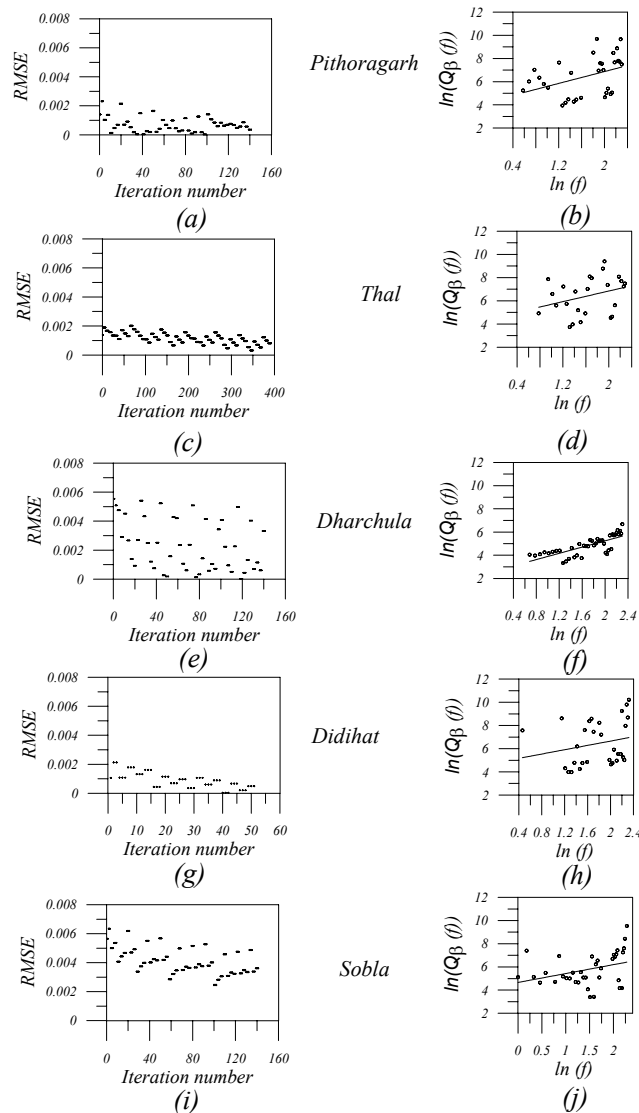 0.008
0.006
0.004
0.002
0
RMSE
0 40 80 120 160
Iteration number
(a)
Pithoragarh
12
10
8
6
4
2
ln(Qβ (f))
0.4 1.2 2
ln (f)
(b)
0.008
0.006
0.004
0.002
0
RMSE
0 100 200 300 400
Iteration number
(c)
Thal
12
10
8
6
4
2
ln(Qβ (f))
0.4 1.2 2
ln (f)
(d)
0.008
0.006
0.004
0.002
0
RMSE
0 40 80 120 160
Iteration number
(e)
Dharchula
12
10
8
6
4
2
ln(Qβ (f))
0.4 0.8 1.2 1.6 2 2.4
ln (f)
(f)
0.008
0.006
0.004
0.002
0
RMSE
0 10 20 30 40 50 60
Iteration number
(g)
Didihat
12
10
8
6
4
2
ln(Qβ (f))
0.4 0.8 1.2 1.6 2 2.4
ln (f)
(h)
0.008
0.006
0.004
0.002
0
RMSE
0 40 80 120 160
Iteration number
(i)
Sobla
12
10
8
6
4
2
ln(Qβ (f))
0 0.5 1 1.5 2
ln (f)
(j)